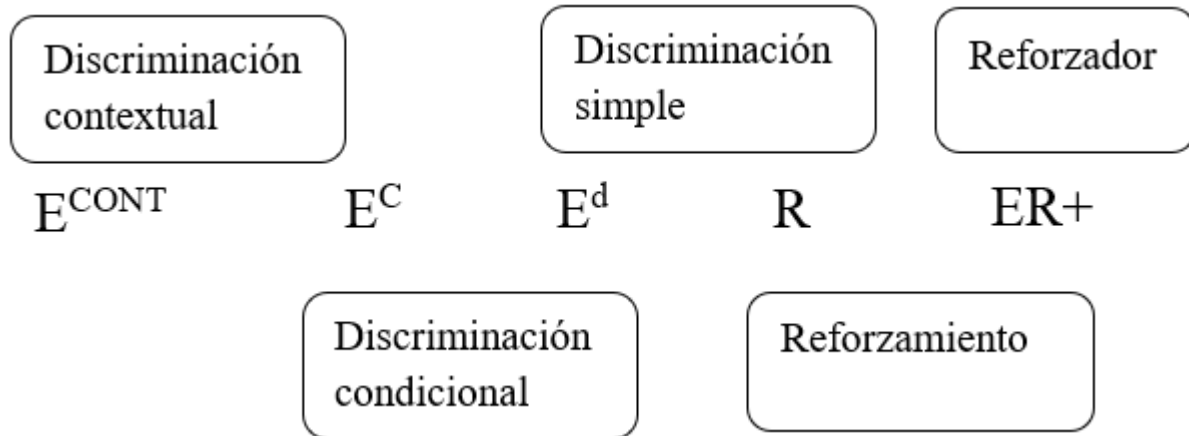 Discriminación
contextual
Discriminación
simple
Reforzador
E^CONT E^C E^d R ER+
Discriminación
condicional
Reforzamiento